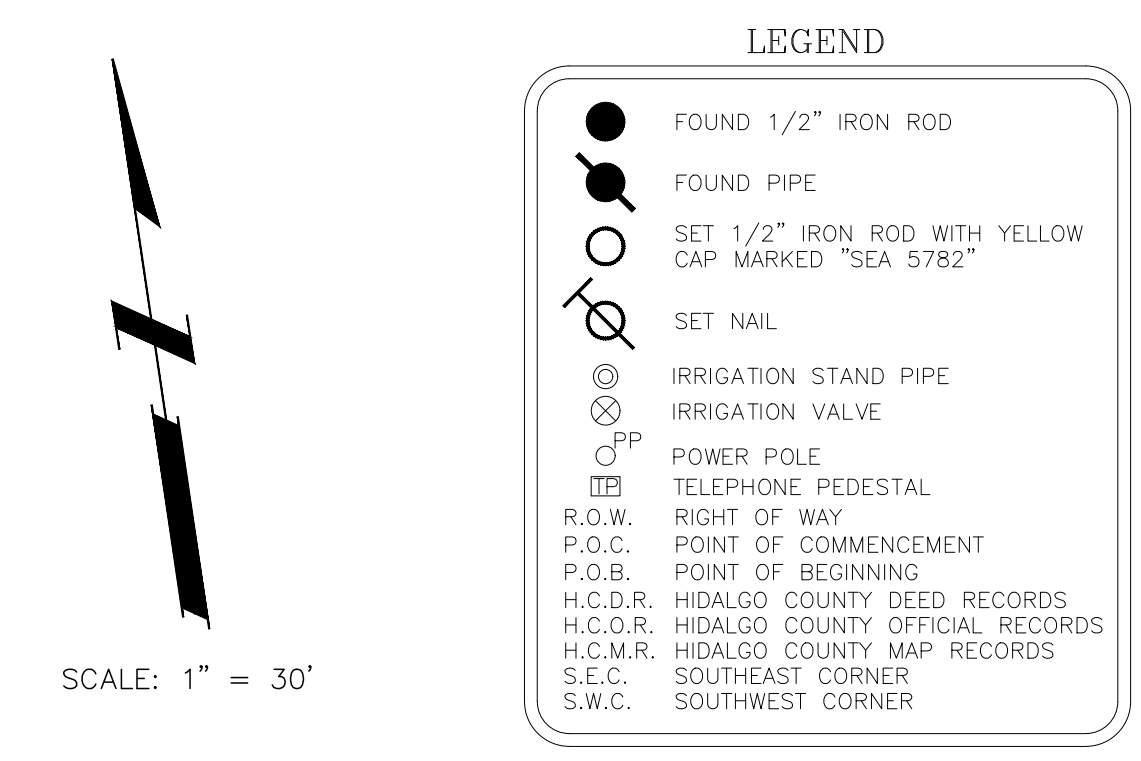 LEGEND
FOUND 1/2" IRON ROD
FOUND PIPE
SET 1/2" IRON ROD WITH YELLOW
CAP MARKED "SEA 5782"
SET NAIL
IRRIGATION STAND PIPE
IRRIGATION VALVE
PP POWER POLE
TP TELEPHONE PEDESTAL
R.O.W. RIGHT OF WAY
P.O.C. POINT OF COMMENCEMENT
P.O.B. POINT OF BEGINNING
H.C.D.R. HIDALGO COUNTY DEED RECORDS
H.C.O.R. HIDALGO COUNTY OFFICIAL RECORDS
H.C.M.R. HIDALGO COUNTY MAP RECORDS
S.E.C. SOUTHEAST CORNER
S.W.C. SOUTHWEST CORNER
SCALE: 1" = 30'